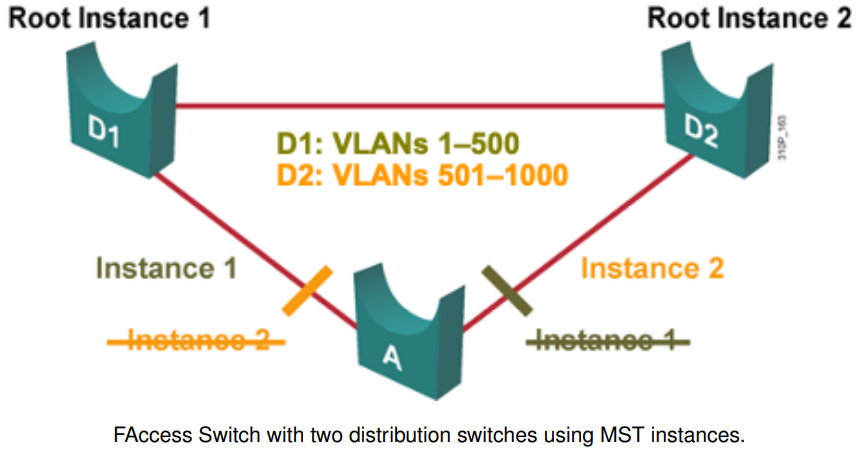 Root Instance 1
Root Instance 2
D1
D2
310P_163
D1: VLANs 1–500
D2: VLANs 501–1000
Instance 1
Instance 2
Instance 2
Instance 1
A
FAccess Switch with two distribution switches using MST instances.